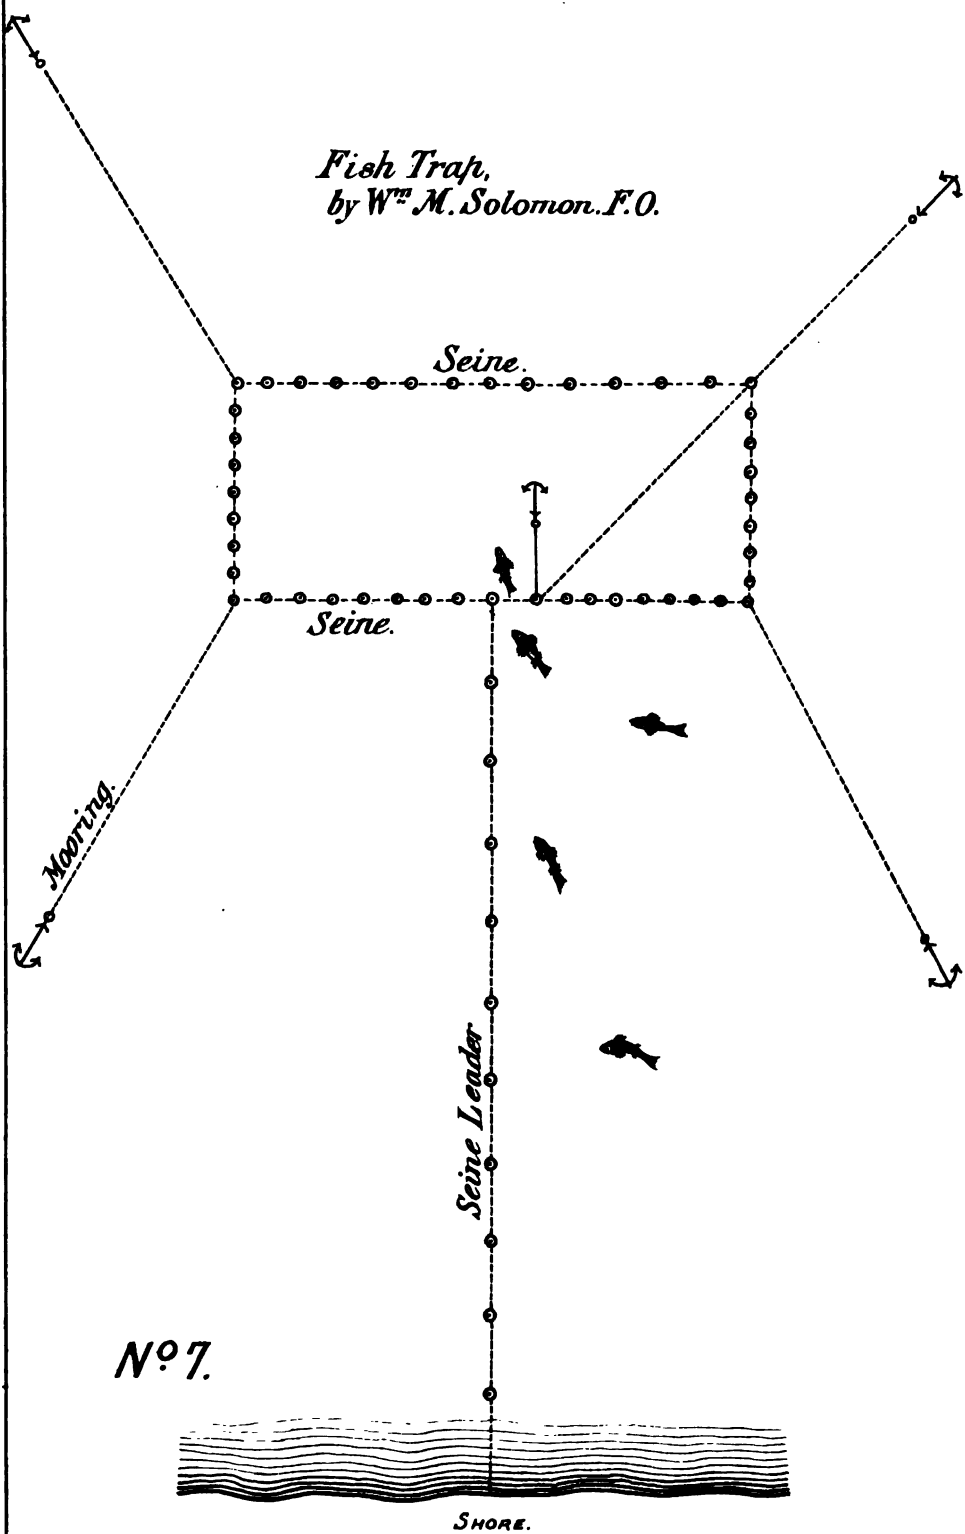 Fish Trap,
by Wm M. Solomon. F.O.
Seine.
Seine.
Mooring.
Seine Leader
No 7.
SHORE.